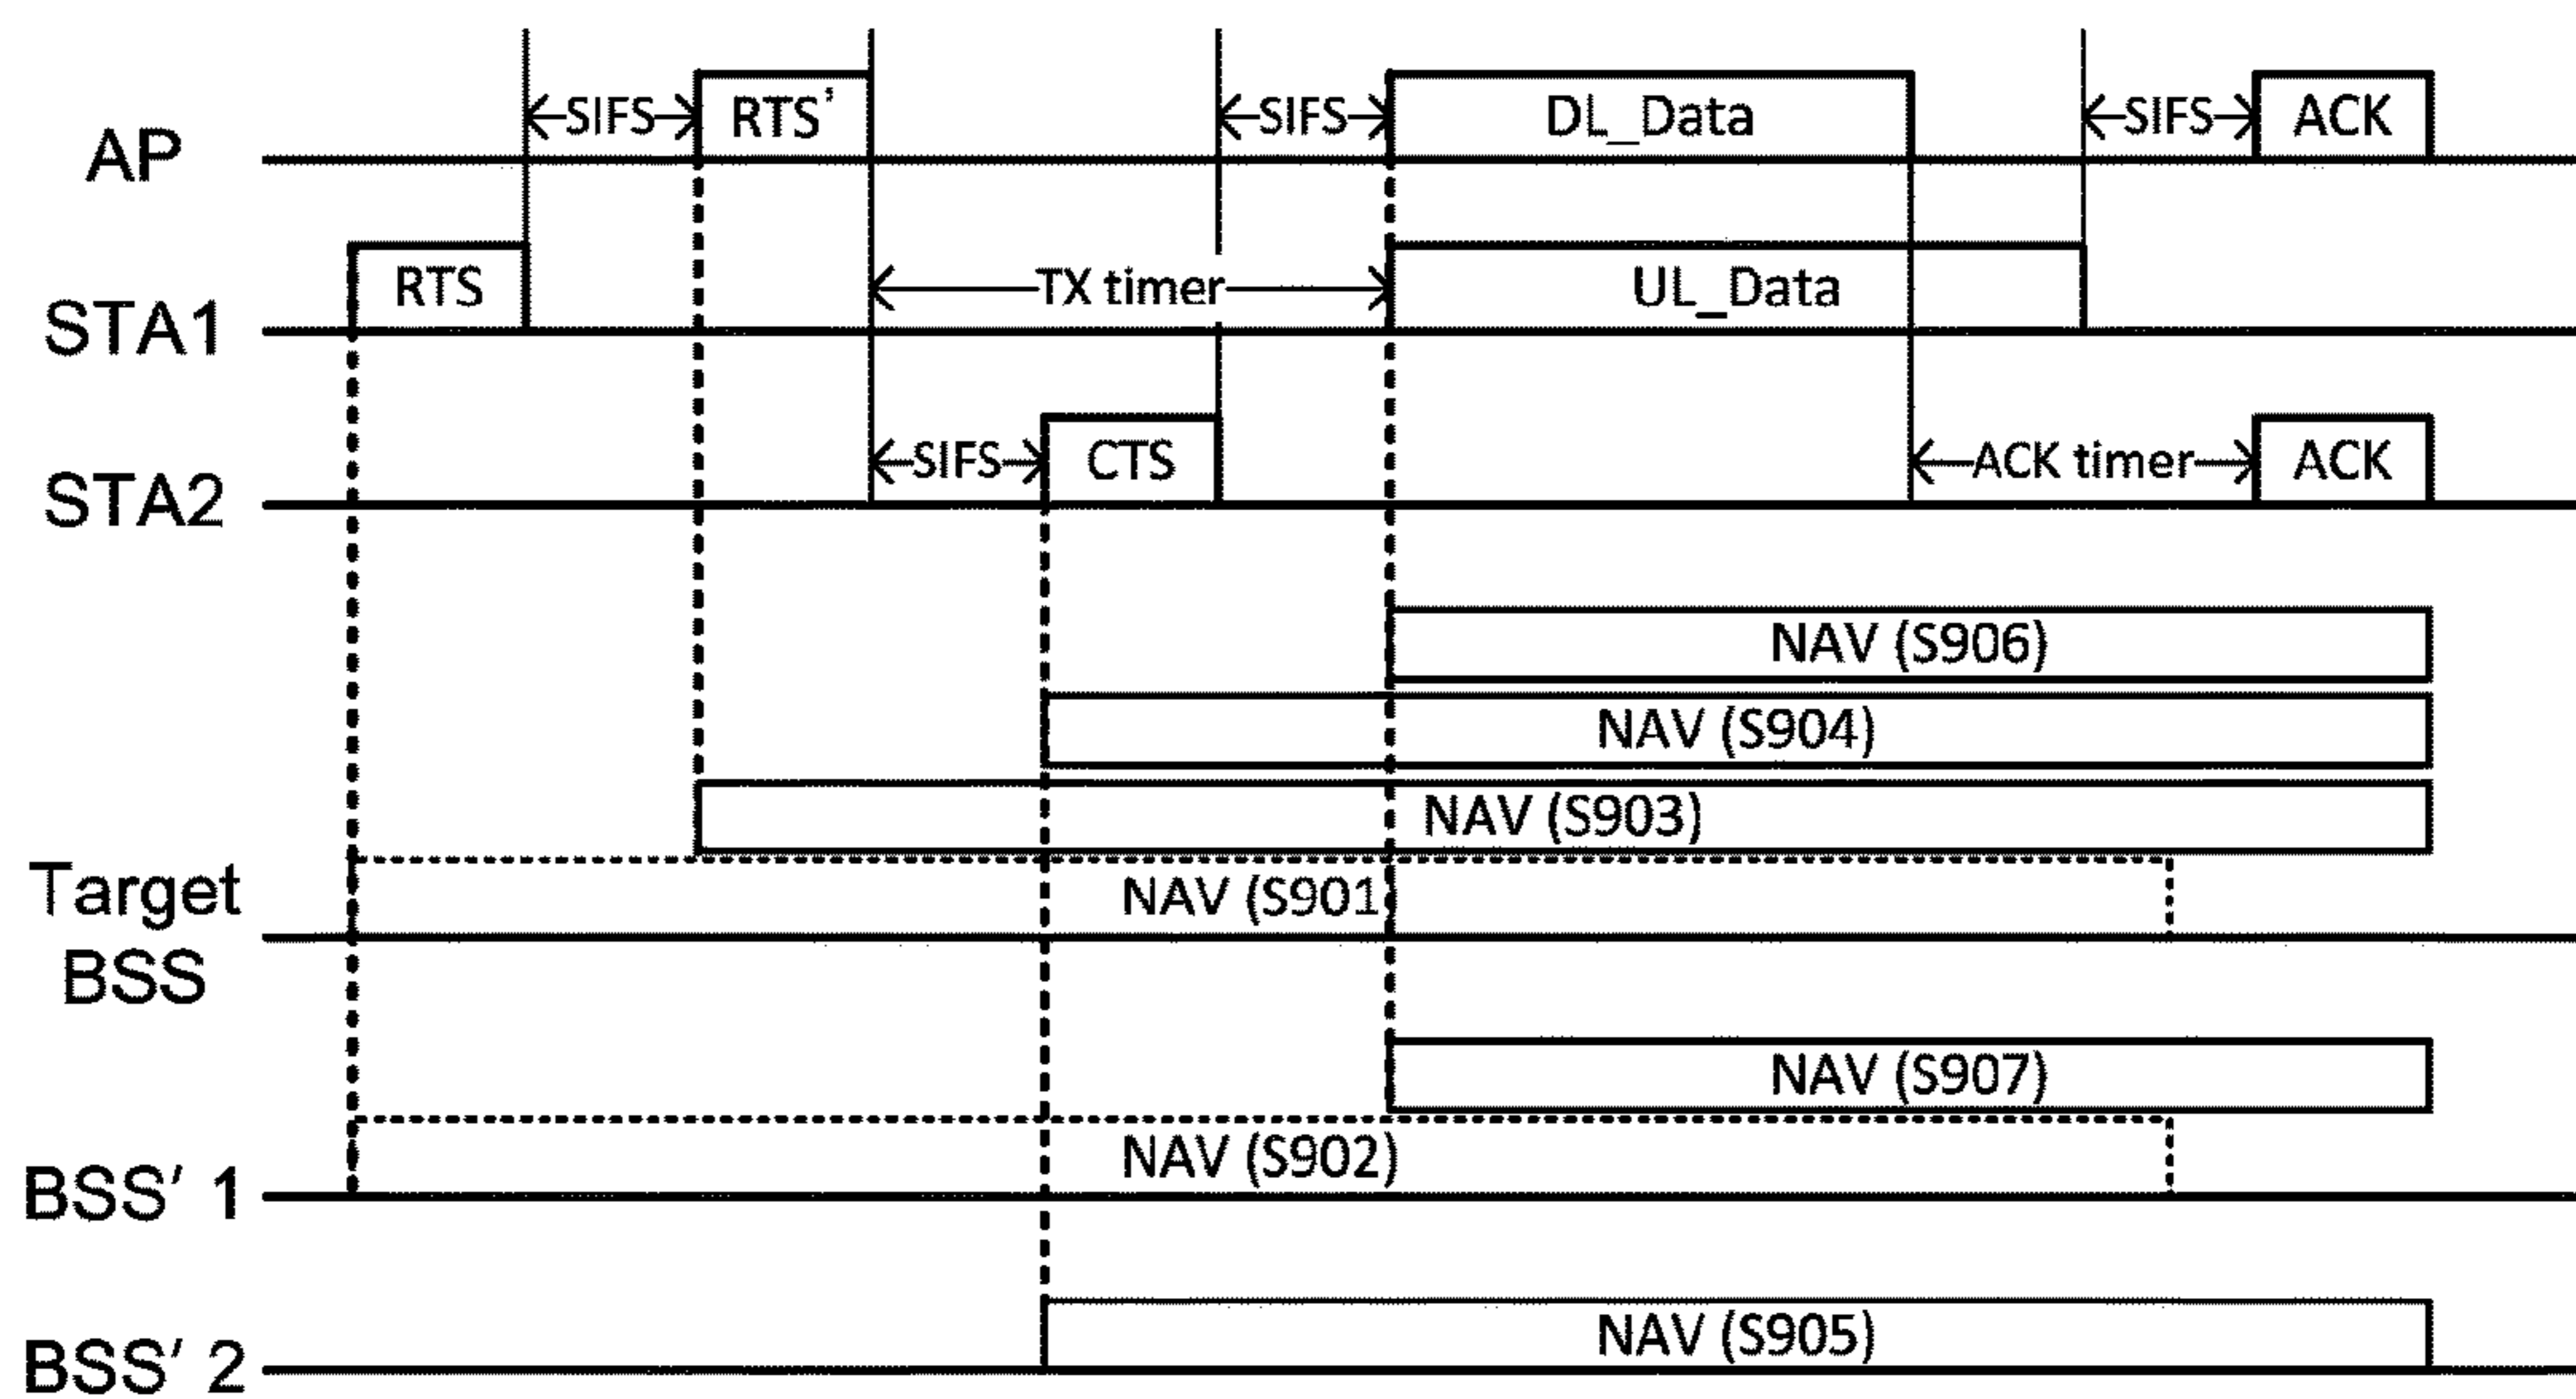 SIFS RTS' SIFS DL_Data SIFS ACK
AP
RTS TX timer UL_Data
STA1
SIFS CTS ACK timer ACK
STA2
NAV (S906)
NAV (S904)
NAV (S903)
Target
BSS
NAV (S901)
NAV (S907)
NAV (S902)
BSS' 1
NAV (S905)
BSS' 2